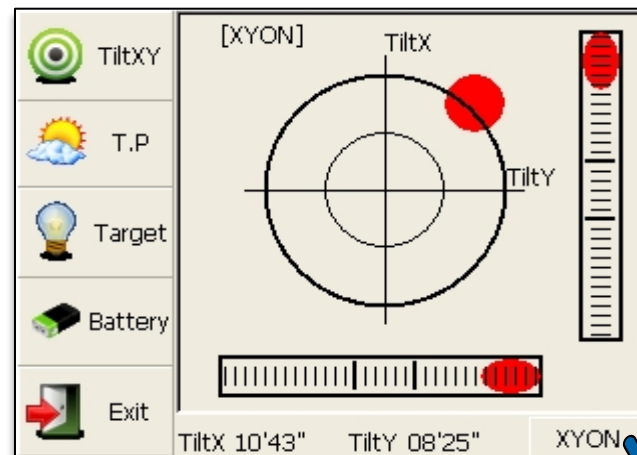 TiltXY
T.P
Target
Battery
Exit
[XYON]
TiltX
TiltY
TiltX 10'43" TiltY 08'25" XYON